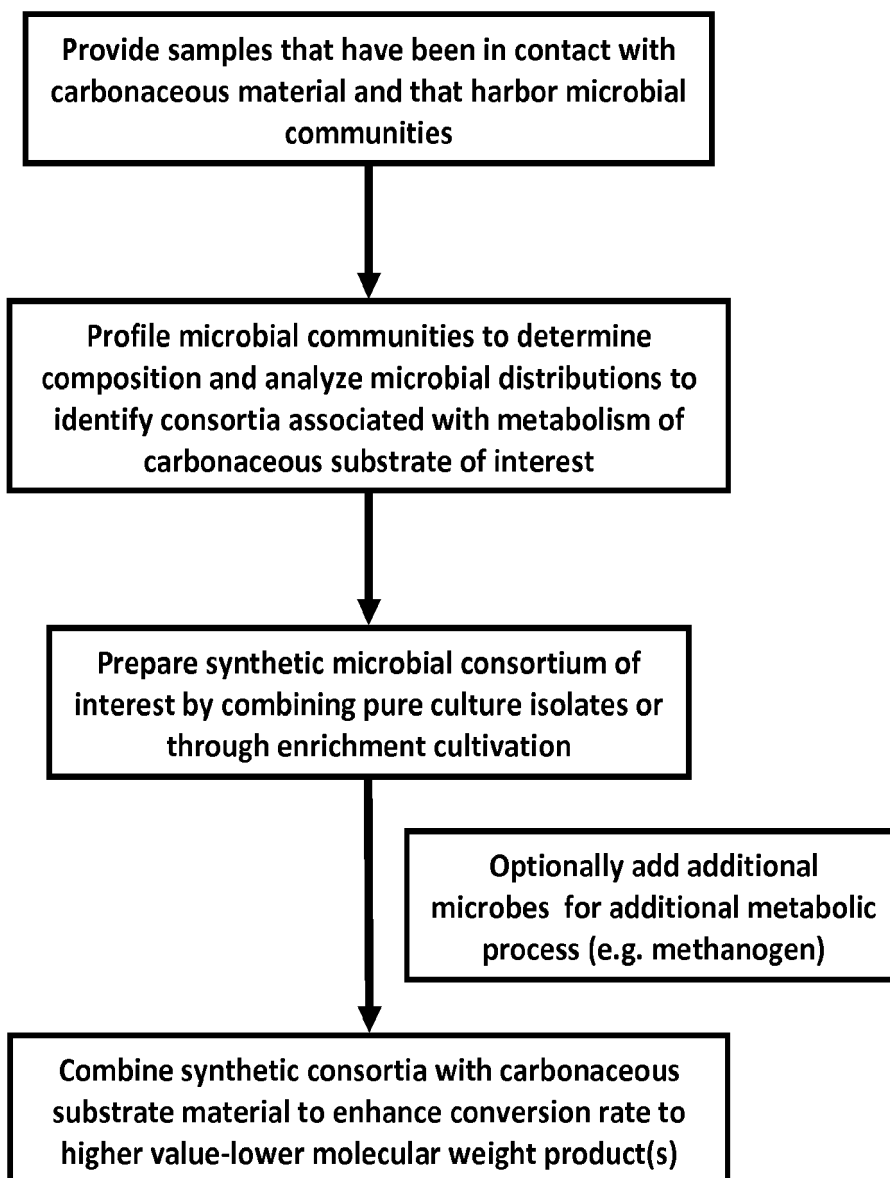 Provide samples that have been in contact with
carbonaceous material and that harbor microbial
communities
Profile microbial communities to determine
composition and analyze microbial distributions to
identify consortia associated with metabolism of
carbonaceous substrate of interest
Prepare synthetic microbial consortium of
interest by combining pure culture isolates or
through enrichment cultivation
Optionally add additional
microbes for additional metabolic
process (e.g. methanogen)
Combine synthetic consortia with carbonaceous
substrate material to enhance conversion rate to
higher value-lower molecular weight product(s)